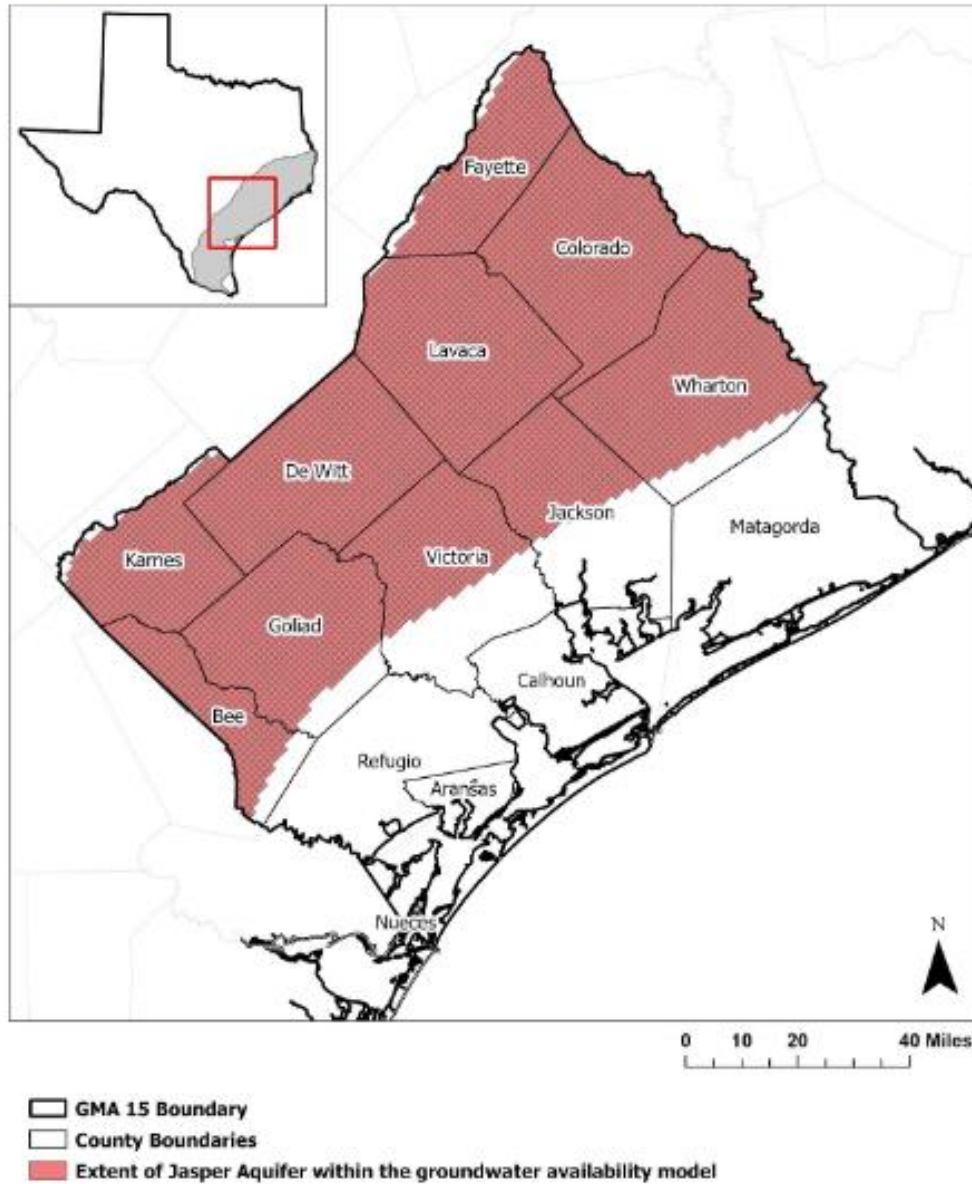 Fayette
Colorado
Lavaca
Wharton
De Witt
Jackson
Matagorda
Victoria
Karnes
Goliad
Calhoun
Bee
Refugio
Aransas
Nueces
N
0 10 20 40 Miles
GMA 15 Boundary
County Boundaries
Extent of Jasper Aquifer within the groundwater availability model